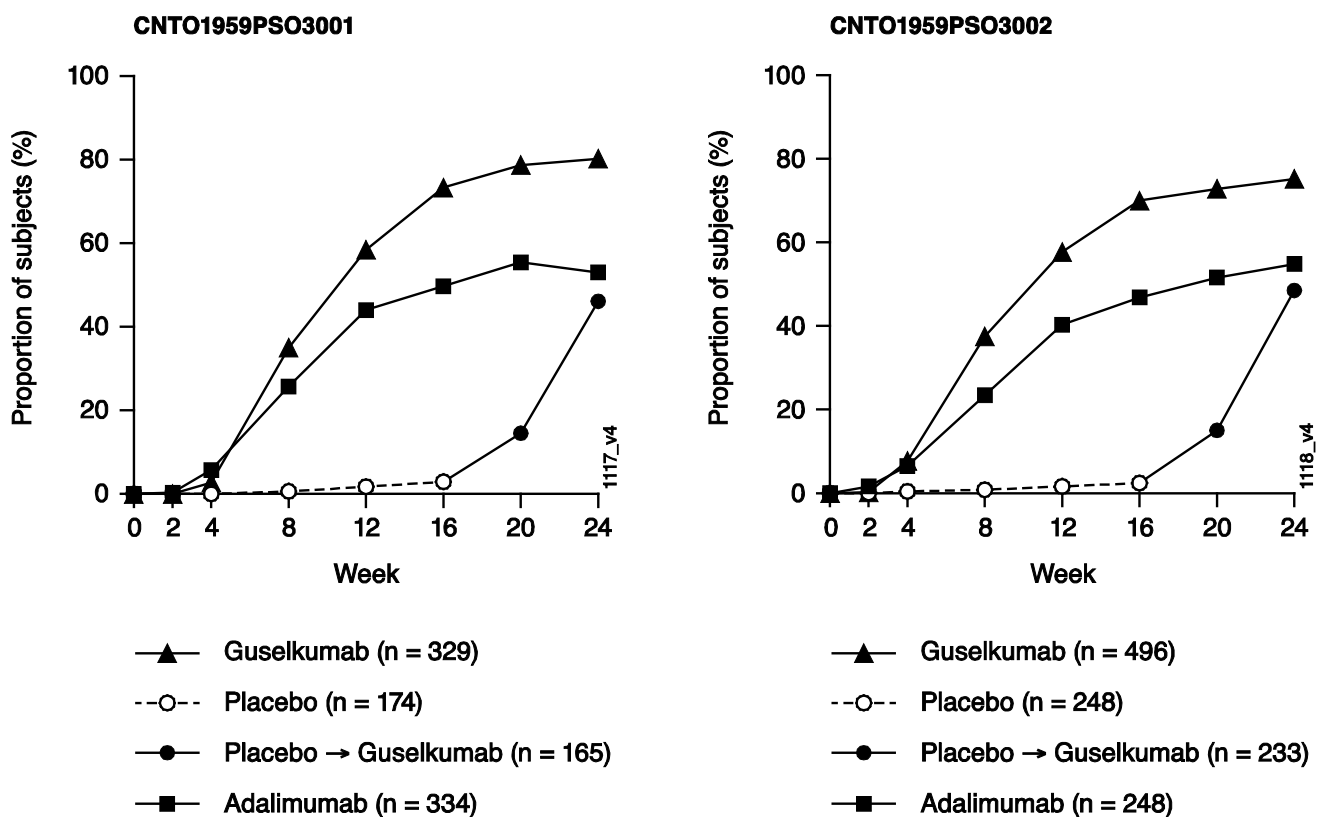 CNTO1959PSO3001
Proportion of subjects (%)
100
80
60
40
20
0
0 2 4 8 12 16 20 24
Week
1117_v4
Guselkumab (n = 329)
Placebo (n = 174)
Placebo → Guselkumab (n = 165)
Adalimumab (n = 334)
CNTO1959PSO3002
Proportion of subjects (%)
100
80
60
40
20
0
0 2 4 8 12 16 20 24
Week
1118_v4
Guselkumab (n = 496)
Placebo (n = 248)
Placebo → Guselkumab (n = 233)
Adalimumab (n = 248)